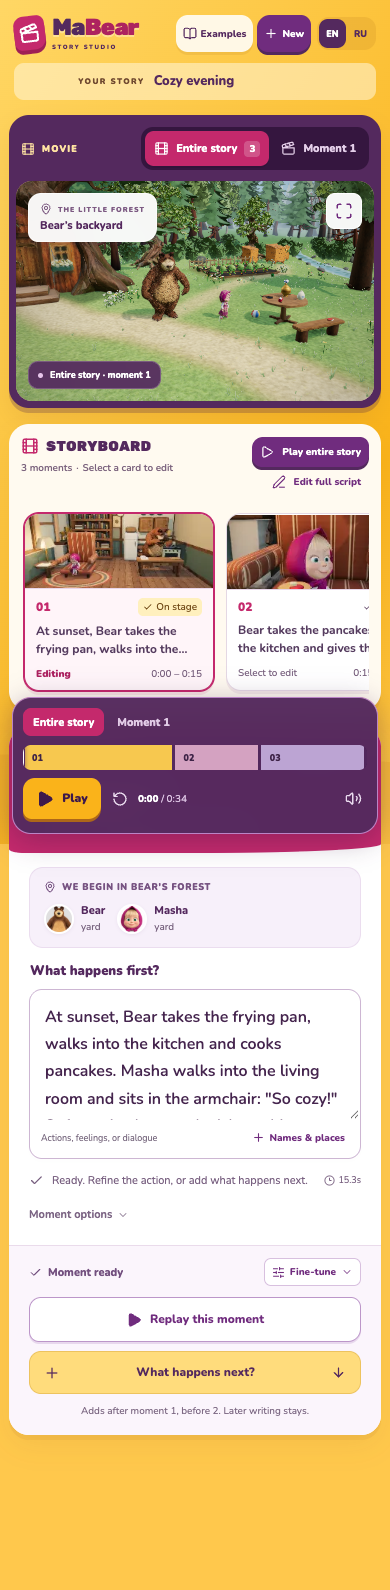 MaBear
STORY STUDIO
Examples
New
EN
RU
YOUR STORY Cozy evening
MOVIE
Entire story 3
Moment 1
THE LITTLE FOREST
Bear's backyard
Entire story · moment 1
STORYBOARD
3 moments · Select a card to edit
Play entire story
Edit full script
01
On stage
At sunset, Bear takes the
frying pan, walks into the...
Editing
0:00 – 0:15
02
Bear takes the pancakes
the kitchen and gives th
Select to edit
0:15
Entire story
Moment 1
01
02
03
Play
0:00 / 0:34
WE BEGIN IN BEAR'S FOREST
Bear
yard
Masha
yard
What happens first?
At sunset, Bear takes the frying pan,
walks into the kitchen and cooks
pancakes. Masha walks into the living
room and sits in the armchair: "So cozy!"
Actions, feelings, or dialogue
Names & places
Ready. Refine the action, or add what happens next.
15.3s
Moment options
Moment ready
Fine-tune
Replay this moment
What happens next?
Adds after moment 1, before 2. Later writing stays.